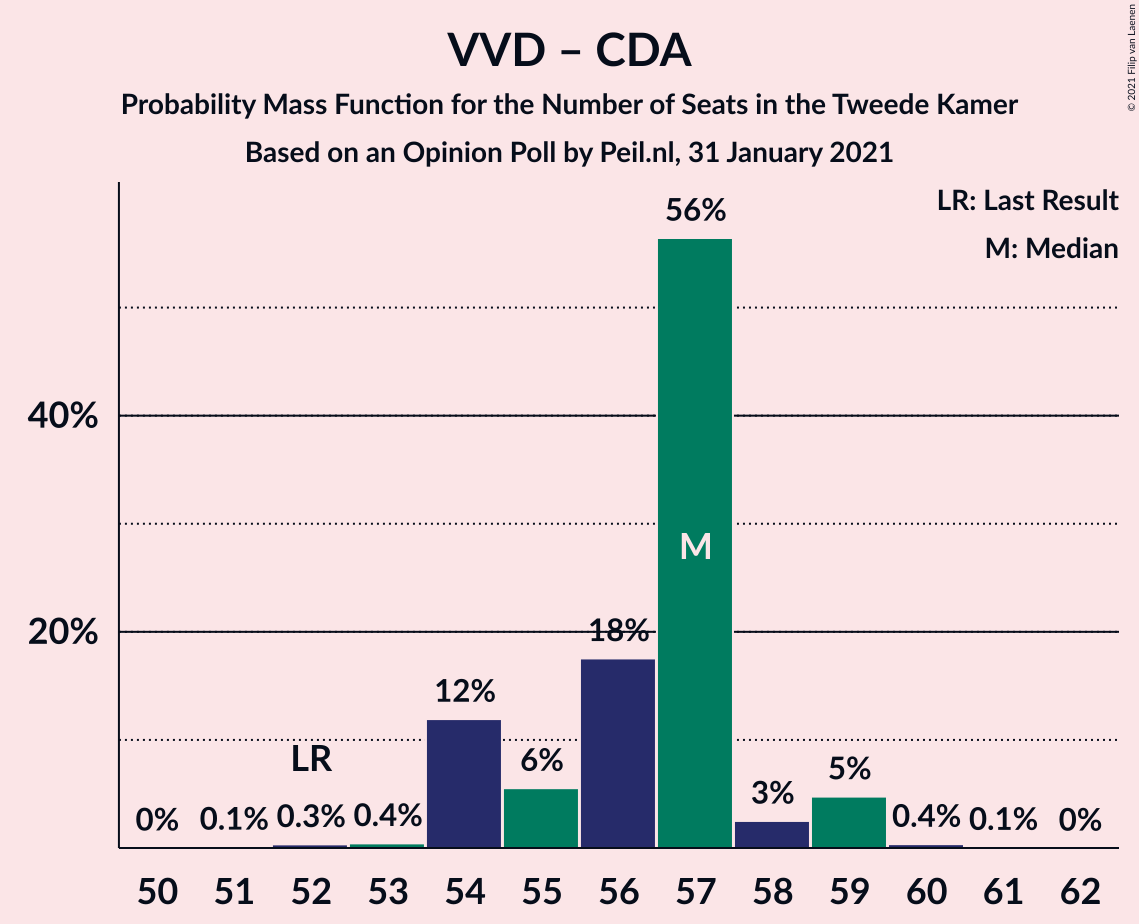 VVD – CDA
Probability Mass Function for the Number of Seats in the Tweede Kamer
Based on an Opinion Poll by Peil.nl, 31 January 2021
© 2021 Filip van Laenen
LR: Last Result
M: Median
56%
40%
M
20%
18%
12%
LR
6%
5%
3%
0% 0.1% 0.3% 0.4% 0.4% 0.1% 0%
50 51 52 53 54 55 56 57 58 59 60 61 62